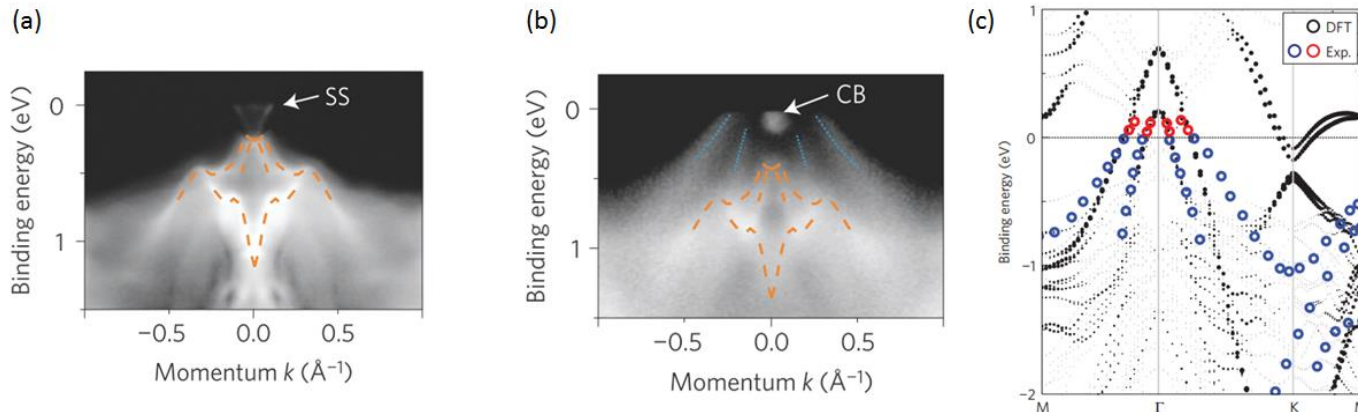 (a)
SS
0
1
Binding energy (eV)
−0.5
0.0
0.5
Momentum k (Å⁻¹)
(b)
CB
0
1
Binding energy (eV)
−0.5
0.0
0.5
Momentum k (Å⁻¹)
(c)
DFT
Exp.
1
0
−1
−2
Binding energy (eV)
M
Γ
K